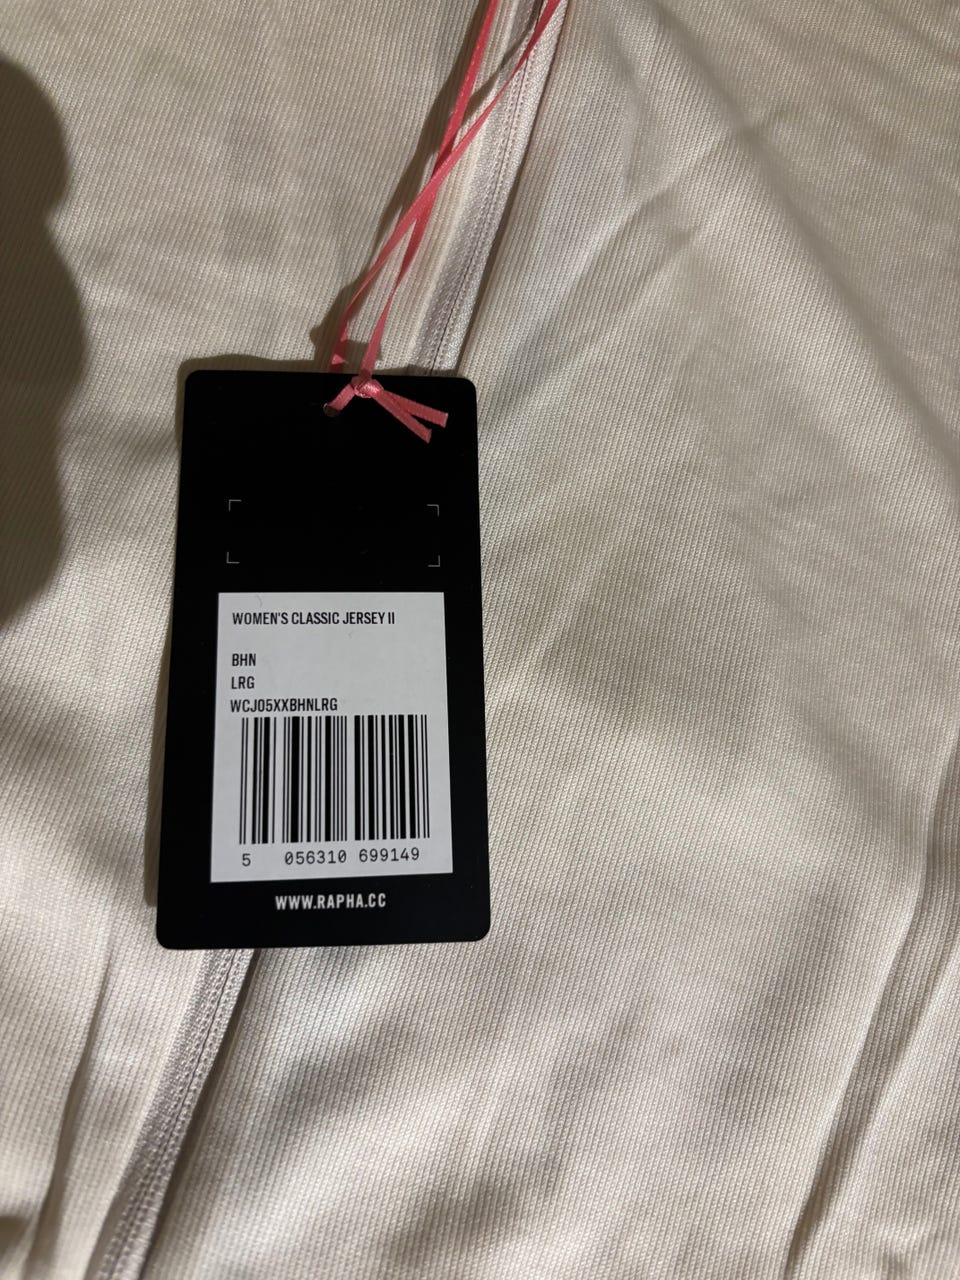 WOMEN'S CLASSIC JERSEY II
BHN
LRG
WCJ05XXBHNLRG
5 056310 699149
WWW.RAPHA.CC